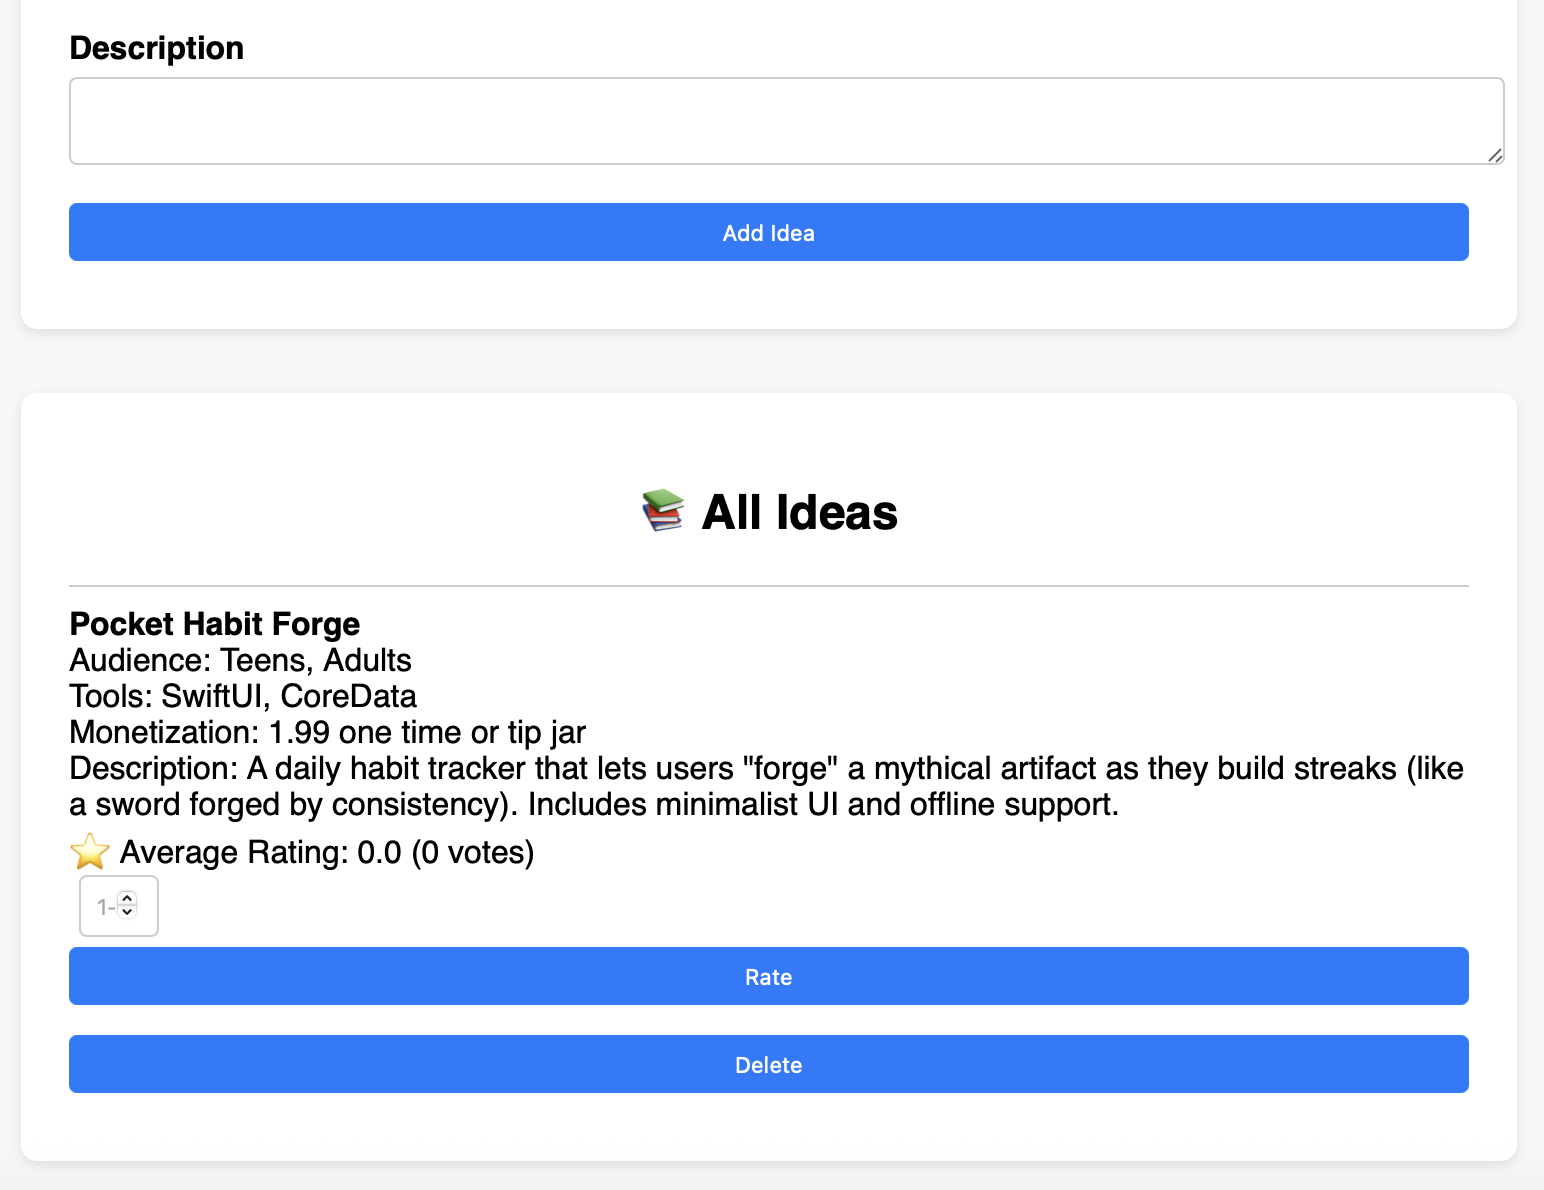 Description
Add Idea
📚 All Ideas
Pocket Habit Forge
Audience: Teens, Adults
Tools: SwiftUI, CoreData
Monetization: 1.99 one time or tip jar
Description: A daily habit tracker that lets users "forge" a mythical artifact as they build streaks (like
a sword forged by consistency). Includes minimalist UI and offline support.
⭐ Average Rating: 0.0 (0 votes)
1-
Rate
Delete